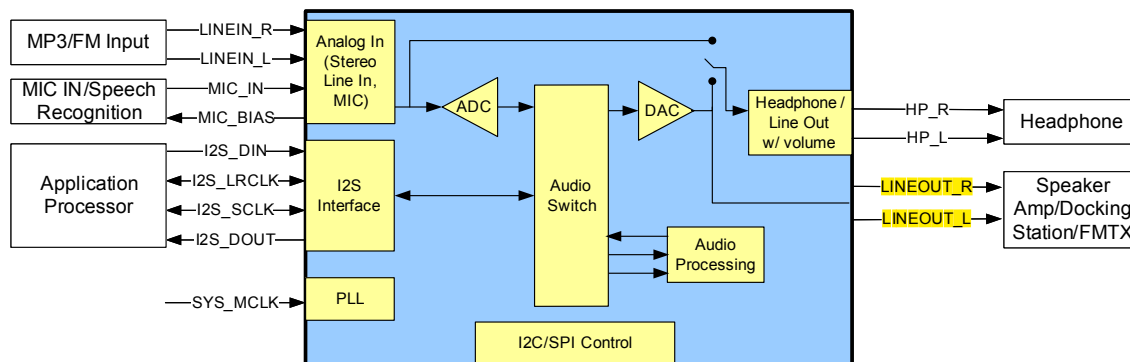 MP3/FM Input
LINEIN_R
LINEIN_L
MIC IN/Speech
Recognition
MIC_IN
MIC_BIAS
Application
Processor
I2S_DIN
I2S_LRCLK
I2S_SCLK
I2S_DOUT
SYS_MCLK
Analog In
(Stereo
Line In,
MIC)
I2S
Interface
PLL
ADC
Audio
Switch
DAC
Audio
Processing
I2C/SPI Control
Headphone /
Line Out
w/ volume
HP_R
HP_L
Headphone
LINEOUT_R
LINEOUT_L
Speaker
Amp/Docking
Station/FMTX